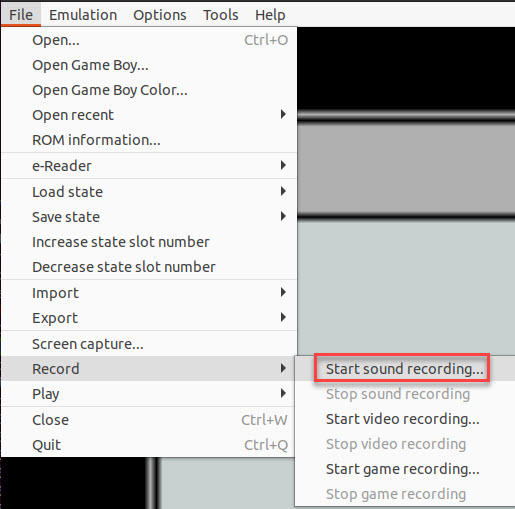 File Emulation Options Tools Help
Open... Ctrl+O
Open Game Boy...
Open Game Boy Color...
Open recent
ROM information...
e-Reader
Load state
Save state
Increase state slot number
Decrease state slot number
Import
Export
Screen capture...
Record
Play
Close Ctrl+W
Quit Ctrl+Q
Start sound recording...
Stop sound recording
Start video recording...
Stop video recording
Start game recording...
Stop game recording